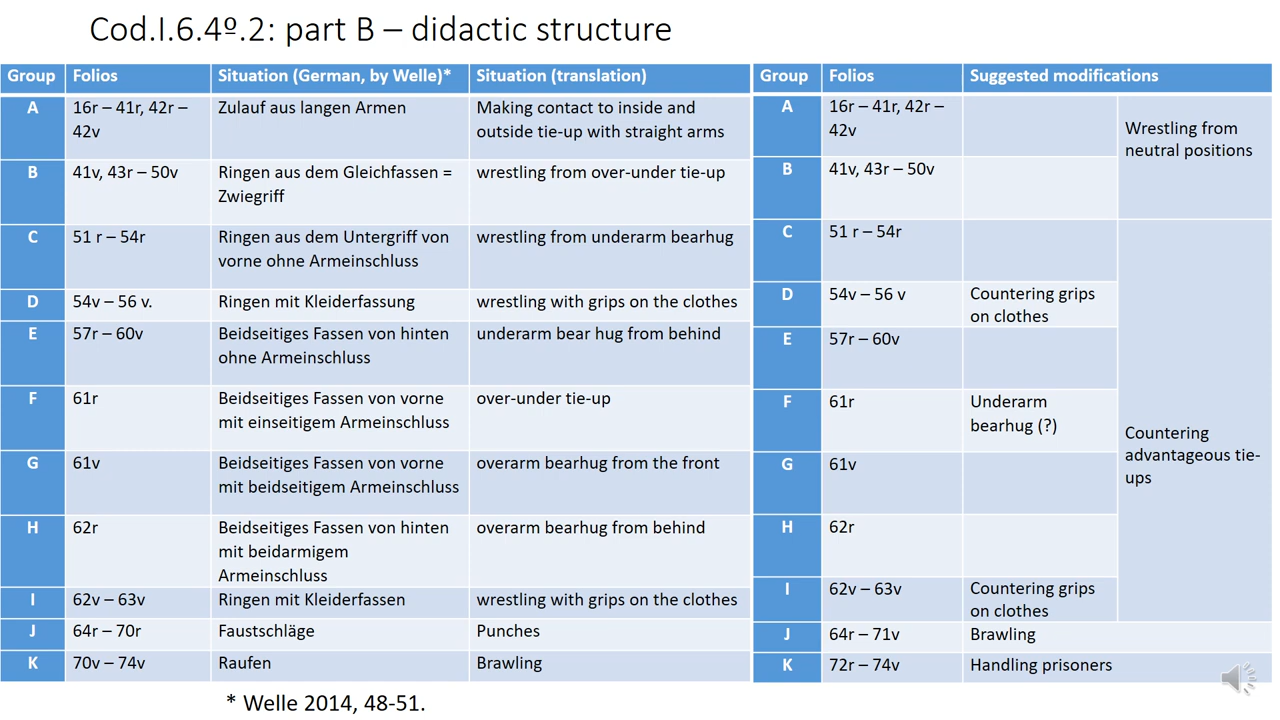 Cod.I.6.4º.2: part B – didactic structure
Group Folios Situation (German, by Welle)* Situation (translation)
A 16r – 41r, 42r – Zulauf aus langen Armen Making contact to inside and
42v outside tie-up with straight arms
B 41v, 43r – 50v Ringen aus dem Gleichfassen = wrestling from over-under tie-up
Zwiegriff
C 51 r – 54r Ringen aus dem Untergriff von wrestling from underarm bearhug
vorne ohne Armeinschluss
D 54v – 56 v. Ringen mit Kleiderfassung wrestling with grips on the clothes
E 57r – 60v Beidseitiges Fassen von hinten underarm bear hug from behind
ohne Armeinschluss
F 61r Beidseitiges Fassen von vorne over-under tie-up
mit einseitigem Armeinschluss
G 61v Beidseitiges Fassen von vorne overarm bearhug from the front
mit beidseitigem Armeinschluss
H 62r Beidseitiges Fassen von hinten overarm bearhug from behind
mit beidarmigem
Armeinschluss
I 62v – 63v Ringen mit Kleiderfassen wrestling with grips on the clothes
J 64r – 70r Faustschläge Punches
K 70v – 74v Raufen Brawling
Group Folios Suggested modifications
A 16r – 41r, 42r –
42v
Wrestling from
neutral positions
B 41v, 43r – 50v
C 51 r – 54r
D 54v – 56 v Countering grips
on clothes
E 57r – 60v
F 61r Underarm
bearhug (?)
Countering
advantageous tie-
ups
G 61v
H 62r
I 62v – 63v Countering grips
on clothes
J 64r – 71v Brawling
K 72r – 74v Handling prisoners
* Welle 2014, 48-51.